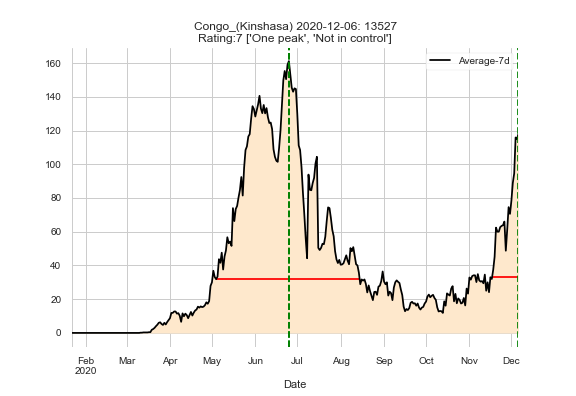 Congo_(Kinshasa) 2020-12-06: 13527
Rating:7 ['One peak', 'Not in control']
Average-7d
160
140
120
100
80
60
40
20
0
Feb Mar Apr May Jun Jul Aug Sep Oct Nov Dec
2020
Date